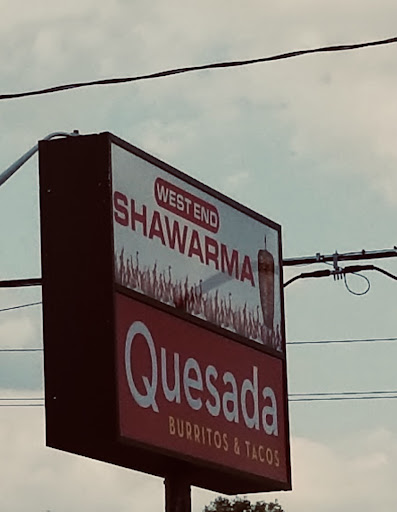 WEST END
SHAWARMA
Quesada
BURRITOS & TACOS